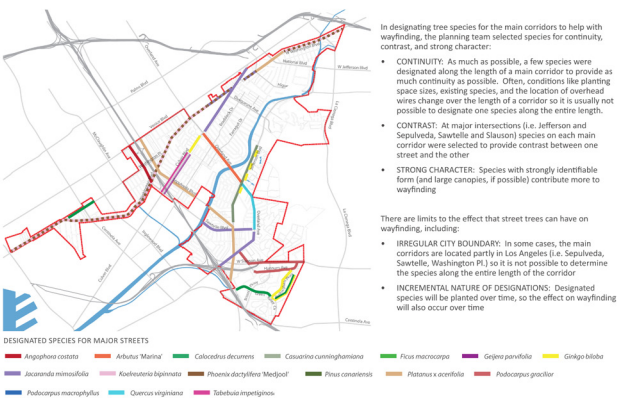 In designating tree species for the main corridors to help with
wayfinding, the planning team selected species for continuity,
contrast, and strong character:
• CONTINUITY: As much as possible, a few species were
designated along the length of a main corridor to provide as
much continuity as possible. Often, conditions like planting
space sizes, existing species, and the location of overhead
wires change over the length of a corridor so it is usually not
possible to designate one species along the entire length.
• CONTRAST: At major intersections (i.e. Jefferson and
Sepulveda, Sawtelle and Slauson) species on each main
corridor were selected to provide contrast between one
street and the other
• STRONG CHARACTER: Species with strongly identifiable
form (and large canopies, if possible) contribute more to
wayfinding
There are limits to the effect that street trees can have on
wayfinding, including:
• IRREGULAR CITY BOUNDARY: In some cases, the main
corridors are located partly in Los Angeles (i.e. Sepulveda,
Sawtelle, Washington Pl.) so it is not possible to determine
the species along the entire length of the corridor
• INCREMENTAL NATURE OF DESIGNATIONS: Designated
species will be planted over time, so the effect on wayfinding
will also occur over time
National Blvd
W Jefferson Blvd
Venice Blvd
Palms Blvd
DESIGNATED SPECIES FOR MAJOR STREETS
Angophora costata
Arbutus 'Marina'
Calocedrus decurrens
Casuarina cunninghamiana
Ficus macrocarpa
Geijera parvifolia
Ginkgo biloba
Jacaranda mimosifolia
Koelreuteria bipinnata
Phoenix dactylifera 'Medjool'
Pinus canariensis
Platanus x acerifolia
Podocarpus gracilior
Podocarpus macrophyllus
Quercus virginiana
Tabebuia impetiginos